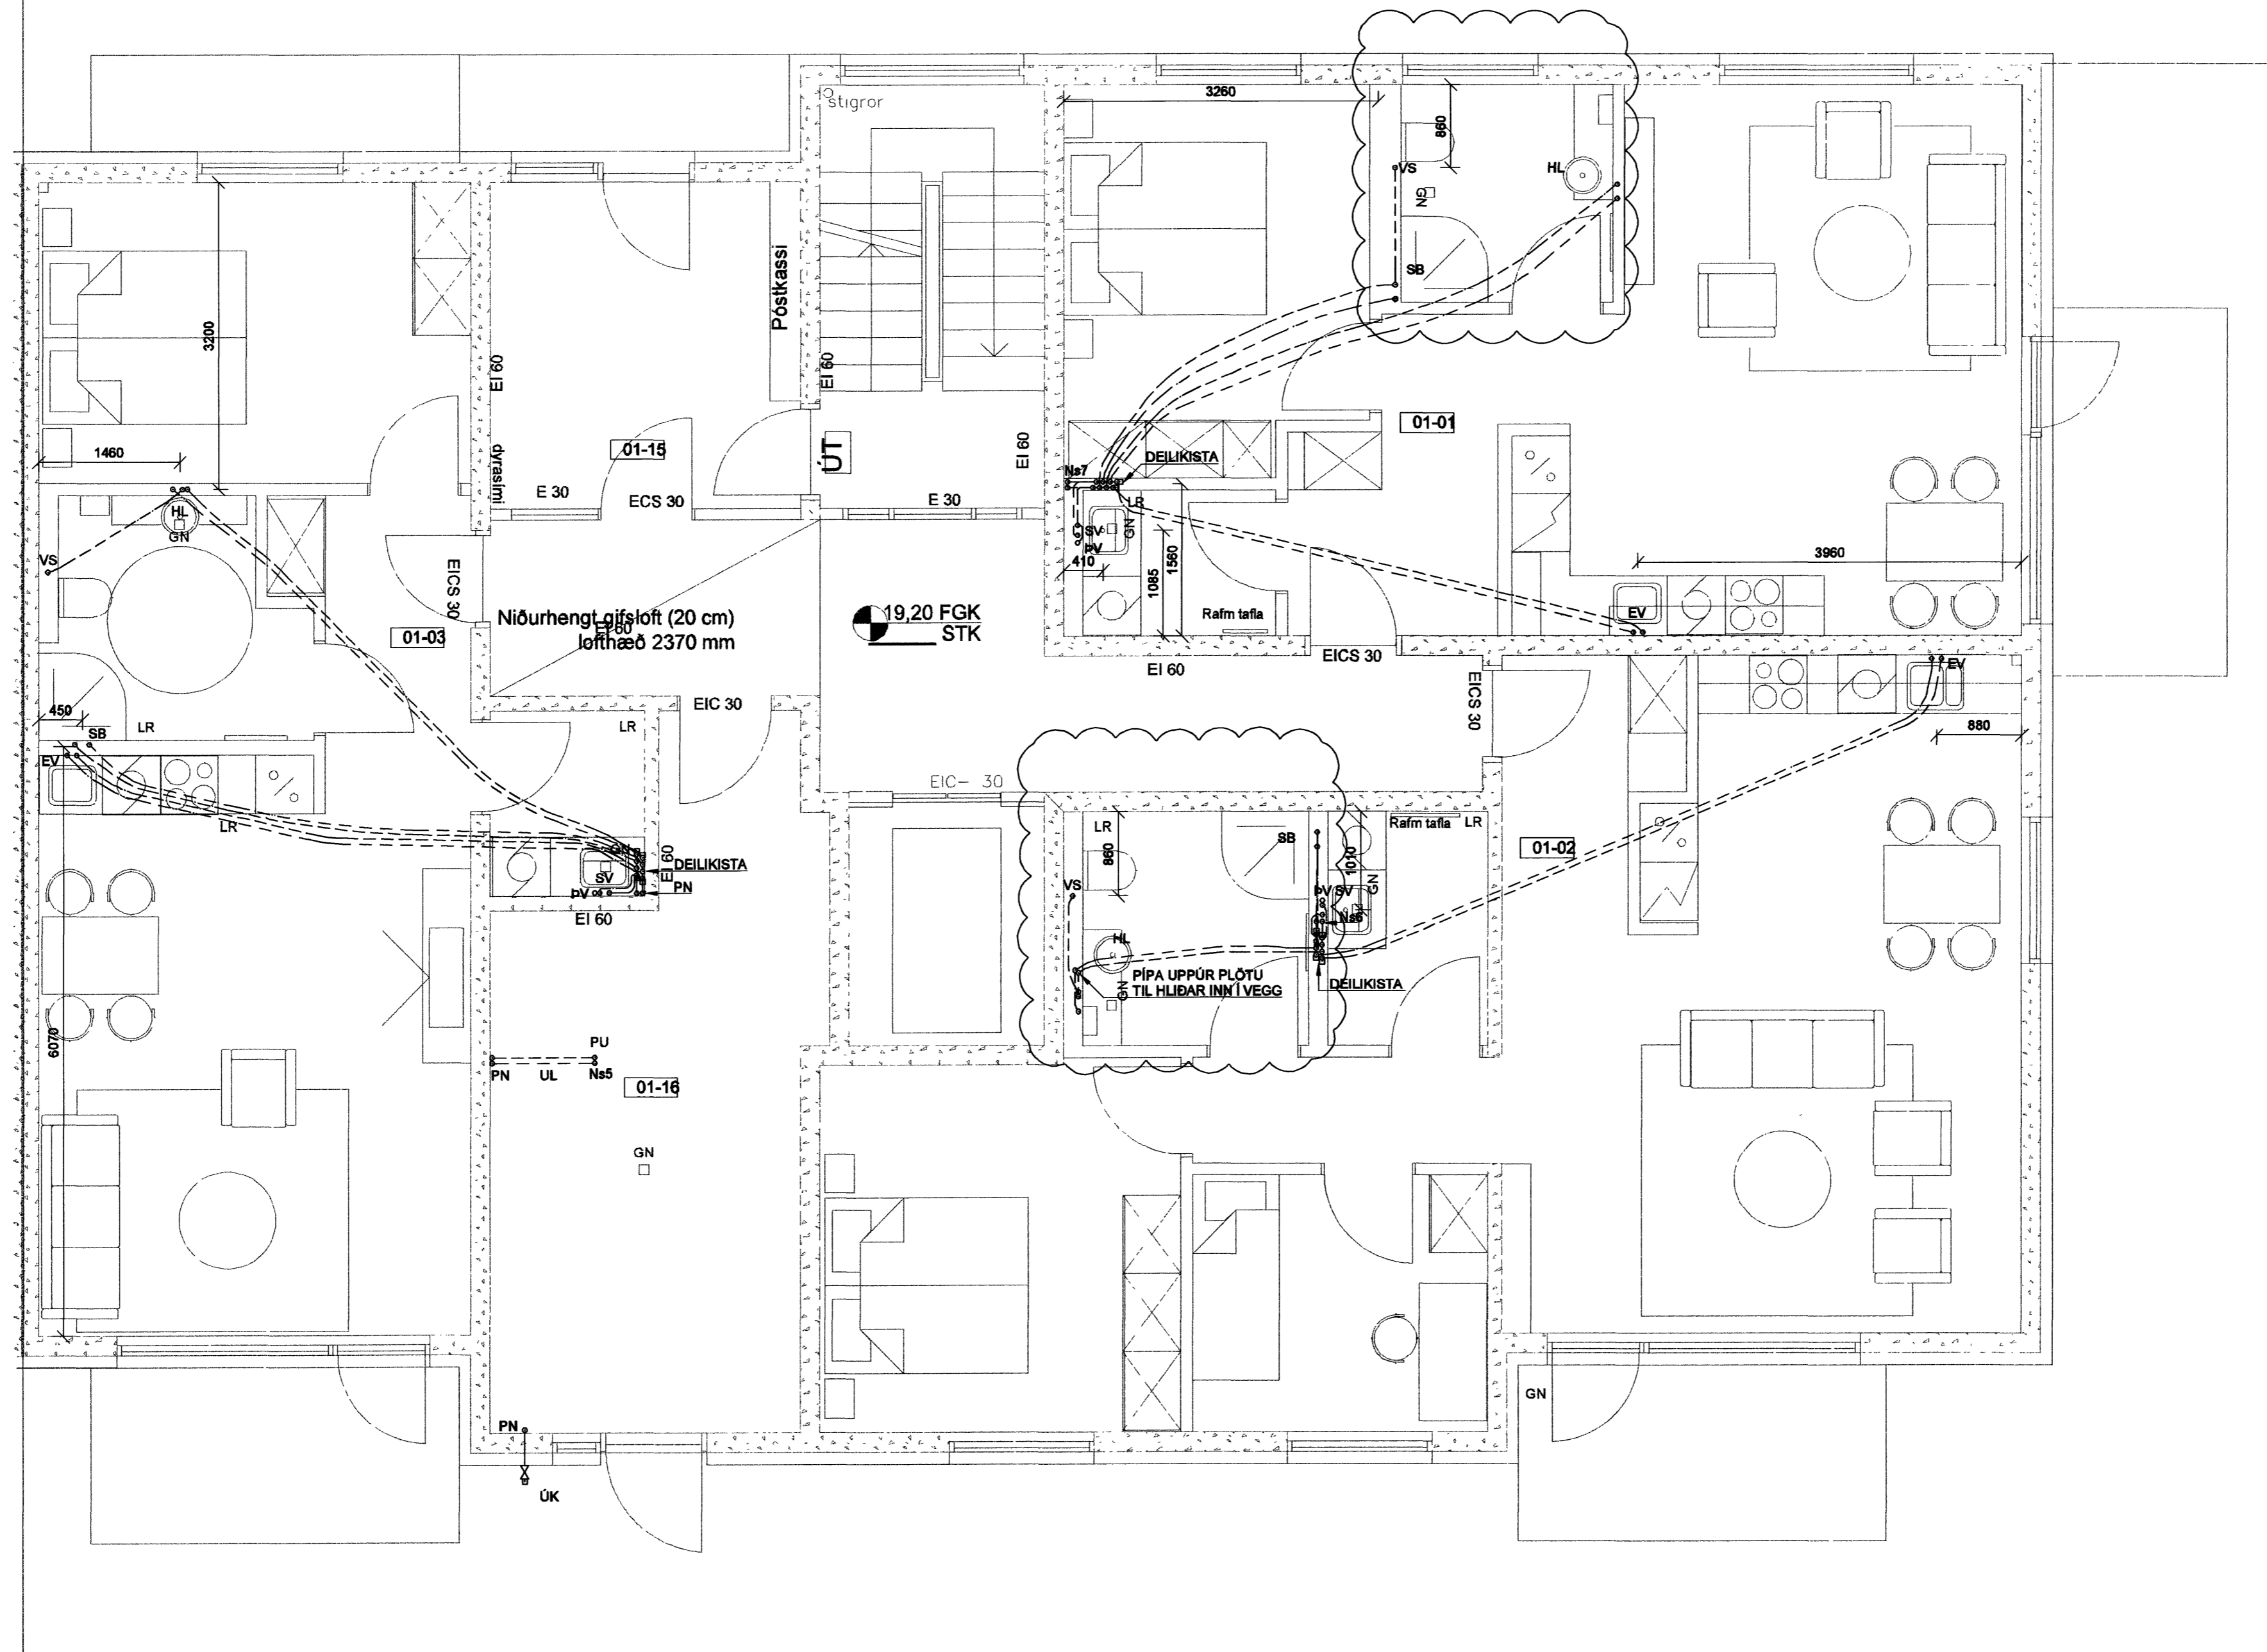 stigror
3260
860
VS
HL
GN
SB
Póstkassi
3200
EI 60
EI 60
EI 60
01-01
1460
dyrasími
01-15
ÚT
Ns7
DEILIKISTA
E 30
ECS 30
E 30
LR
HL
GN
SV
GN
ÞV
VS
410
1085
1560
3960
EICS 30
Niðurhengt gifsloft (20 cm)
EI 60
lofthæð 2370 mm
19,20 FGK
STK
Rafm tafla
EV
01-03
EI 60
EICS 30
EICS 30
EV
450
LR
SB
EV
LR
EIC 30
880
EIC- 30
LR
LR
860
SB
1010
Rafm tafla
LR
01-02
GN
EI 60
DEILIKISTA
SV
PN
ÞV
EI 60
VS
ÞV
SV
GN
Ns6
HL
PÍPA UPPÚR PLÖTU
TIL HLIÐAR INN Í VEGG
GN
DEILIKISTA
6070
PU
PN
UL
Ns5
01-16
GN
GN
PN
ÚK